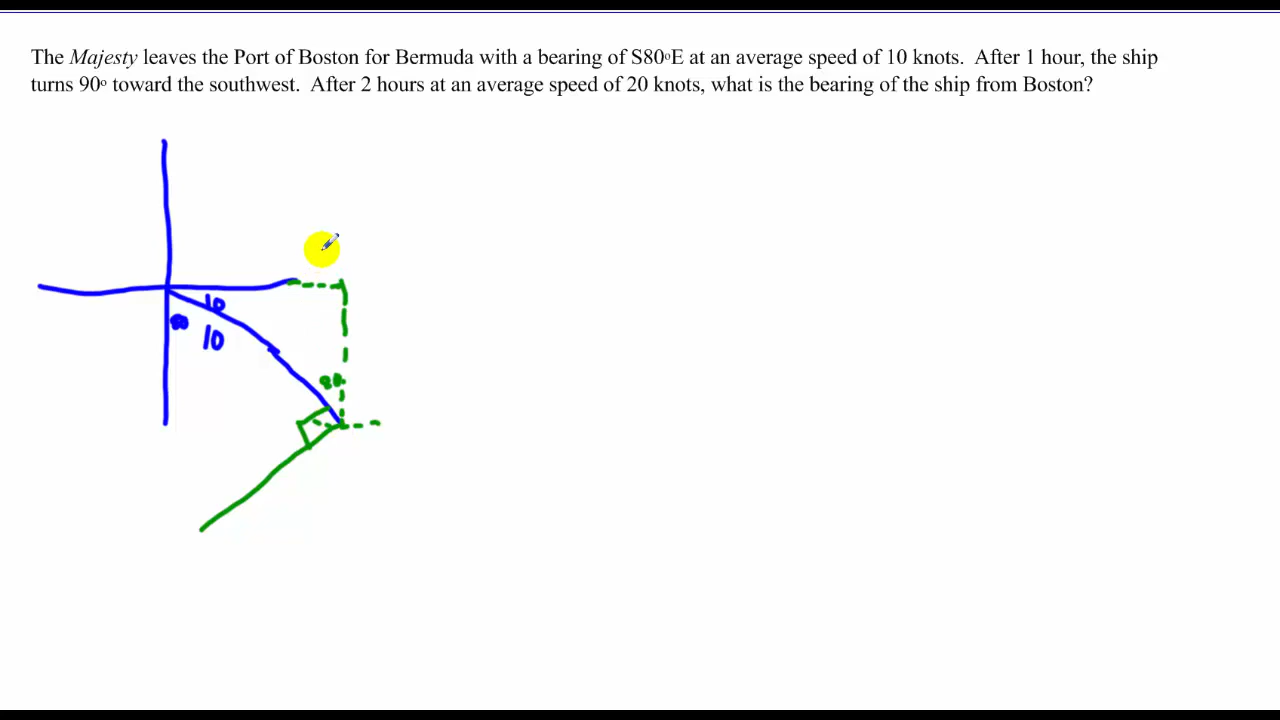 The Majesty leaves the Port of Boston for Bermuda with a bearing of S80°E at an average speed of 10 knots. After 1 hour, the ship
turns 90° toward the southwest. After 2 hours at an average speed of 20 knots, what is the bearing of the ship from Boston?
10
80
10
80